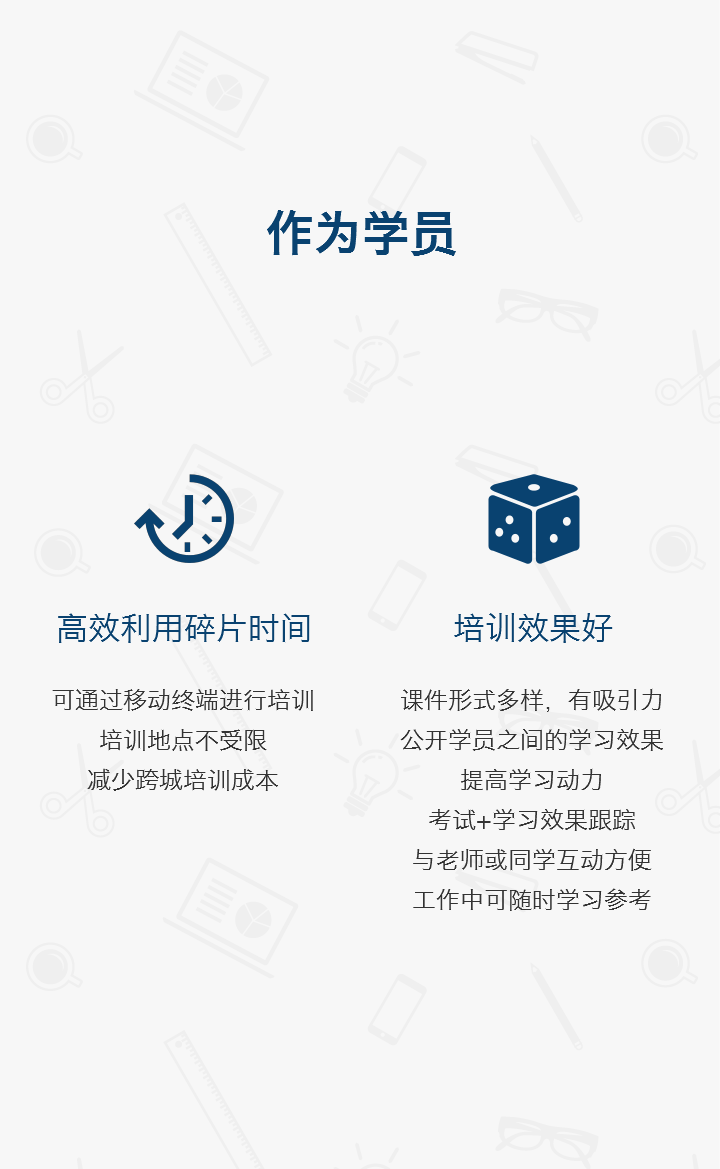 作为学员
高效利用碎片时间
可通过移动终端进行培训
培训地点不受限
减少跨城培训成本
培训效果好
课件形式多样，有吸引力
公开学员之间的学习效果
提高学习动力
考试+学习效果跟踪
与老师或同学互动方便
工作中可随时学习参考